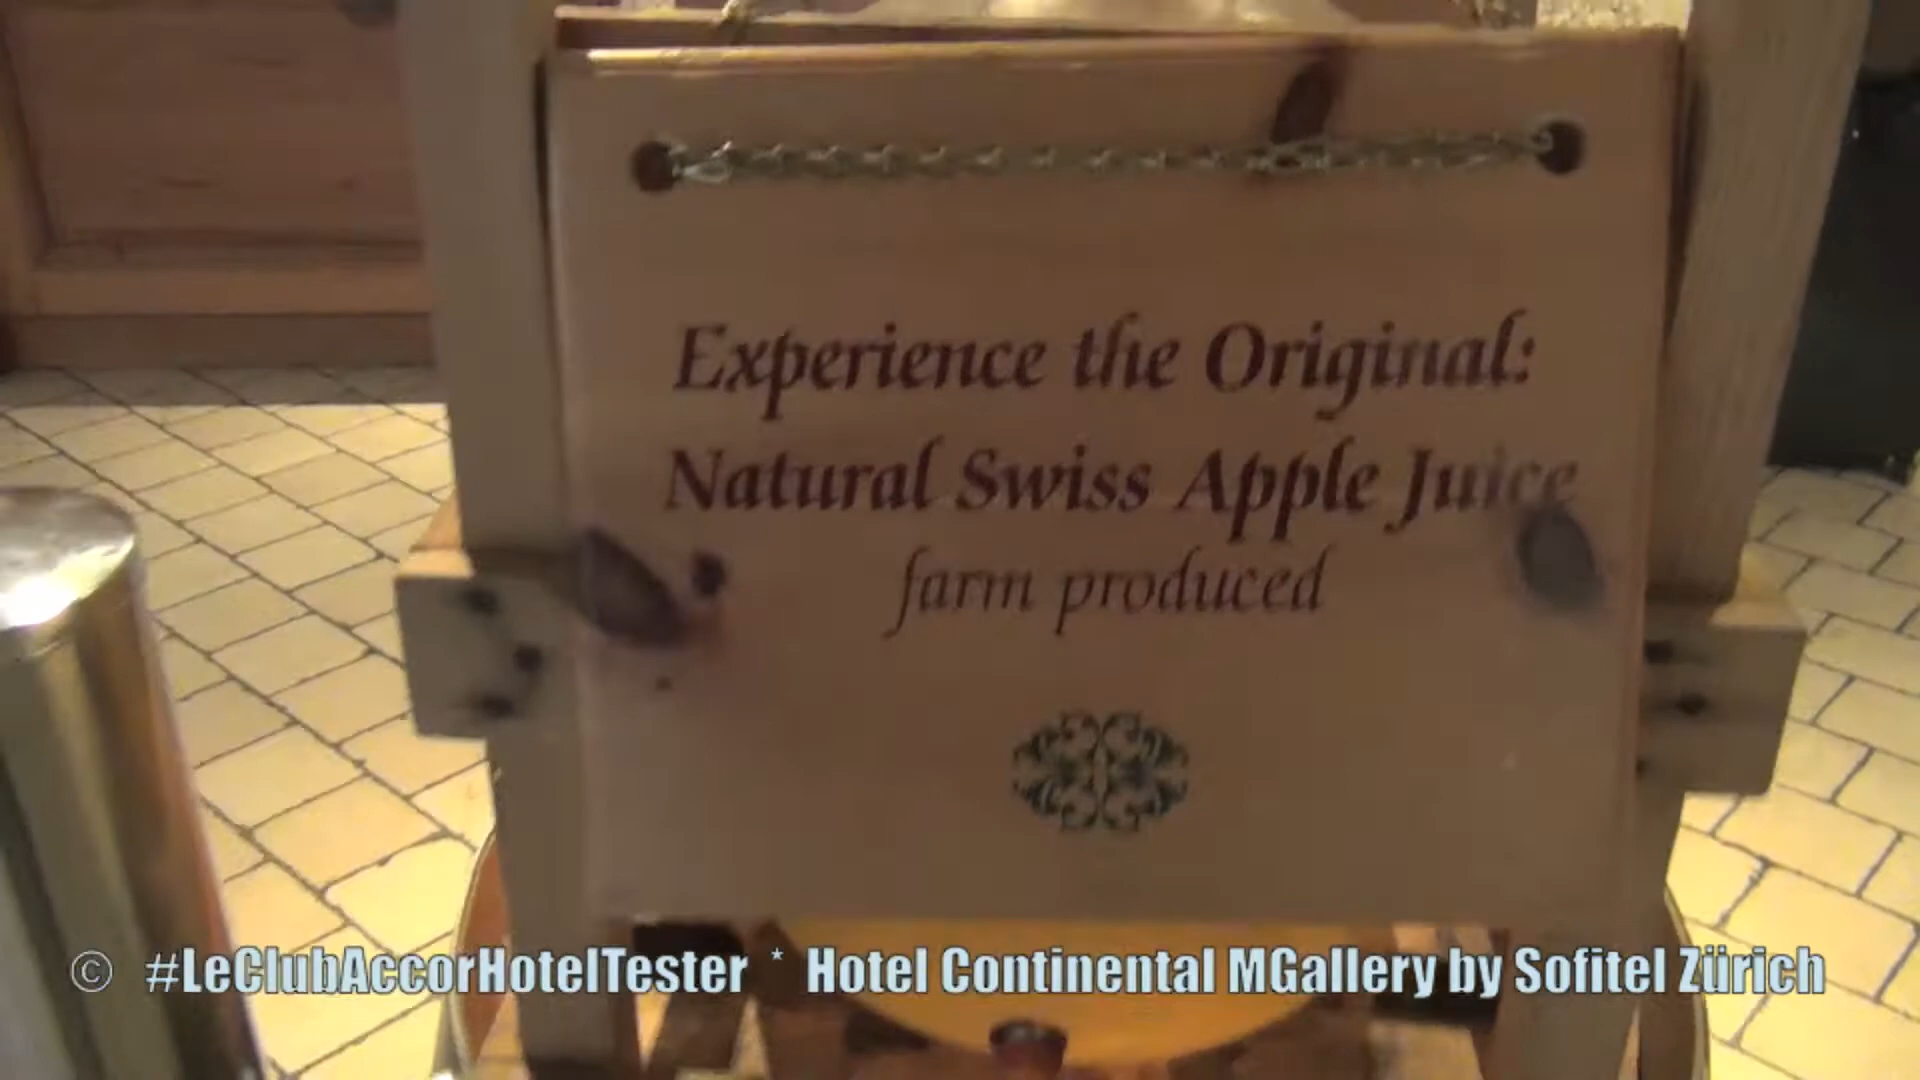 Experience the Original:
Natural Swiss Apple Juice
farm produced
© #LeClubAccorHotelTester * Hotel Continental MGallery by Sofitel Zürich